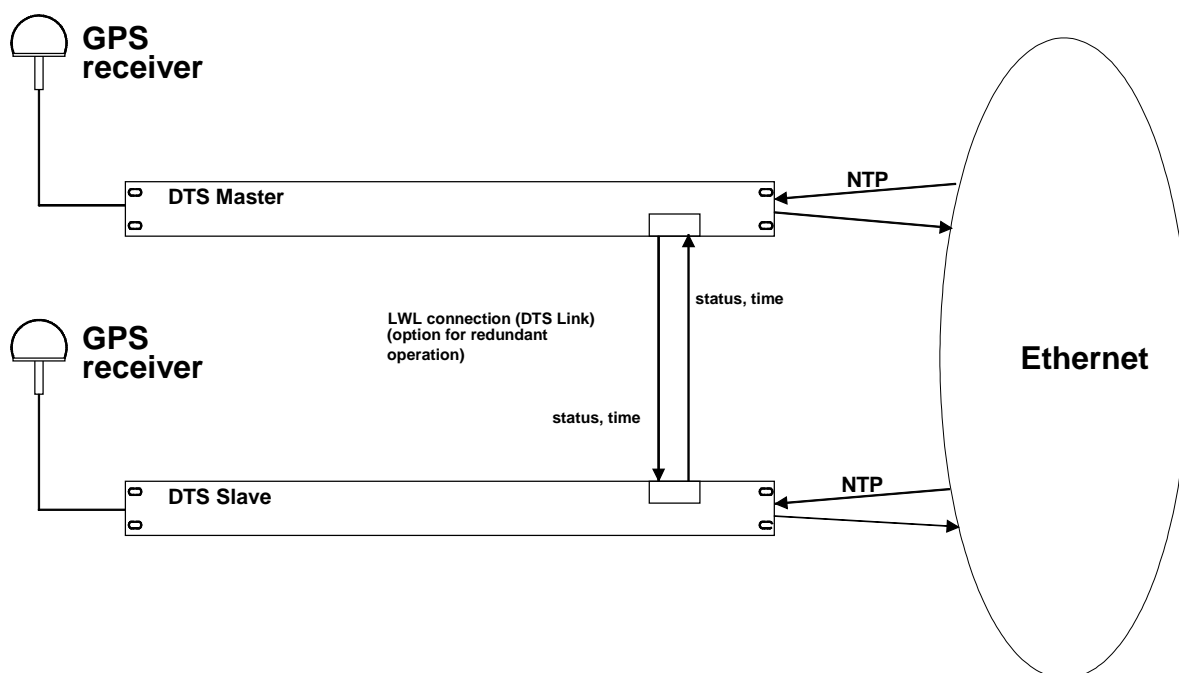 GPS
receiver
DTS Master
NTP
status, time
LWL connection (DTS Link)
(option for redundant
operation)
GPS
receiver
Ethernet
status, time
DTS Slave
NTP